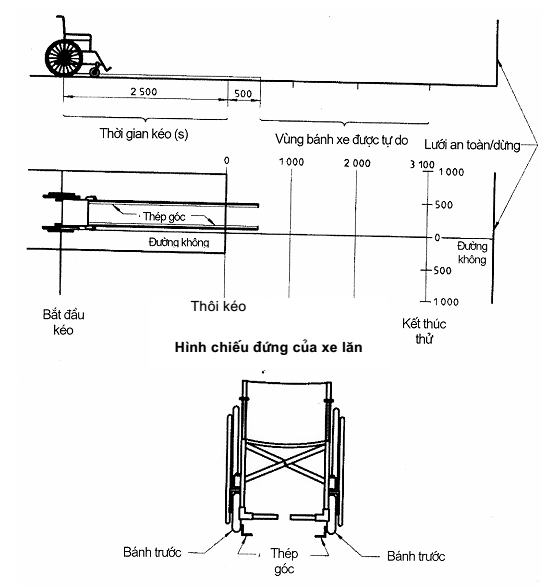 2 500
500
Thời gian kéo (s)
Vùng bánh xe được tự do
Lưới an toàn/dừng
0
1 000
2 000
3 100
1 000
Thép góc
500
Đường không
0
Đường
không
500
1 000
Bắt đầu
kéo
Thôi kéo
Kết thúc
thử
Hình chiếu đứng của xe lăn
Bánh trước
Thép
góc
Bánh trước